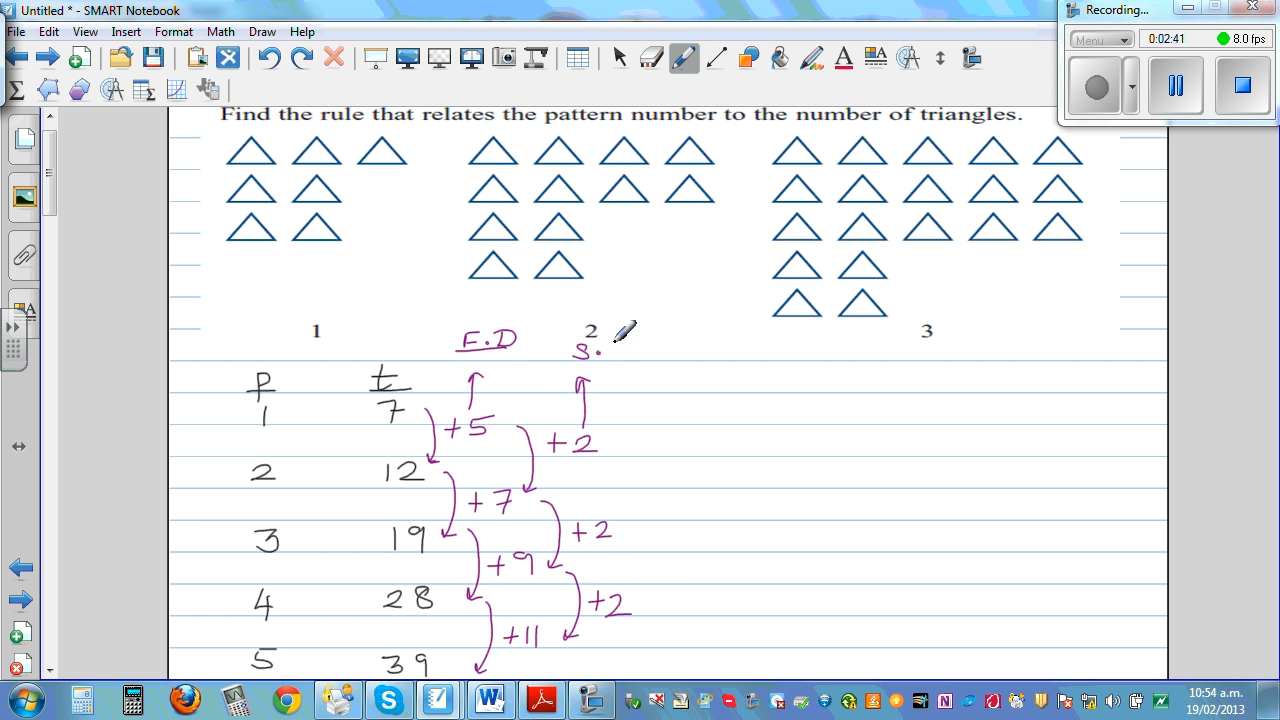 Untitled * - SMART Notebook
Recording...
File Edit View Insert Format Math Draw Help
Menu
0:02:41
8.0 fps
Find the rule that relates the pattern number to the number of triangles.
1 2 3
F.D S.
p t
1 7
+5
+2
2 12
+7
+2
3 19
+9
+2
4 28
+11
5 39
10:54 a.m.
19/02/2013